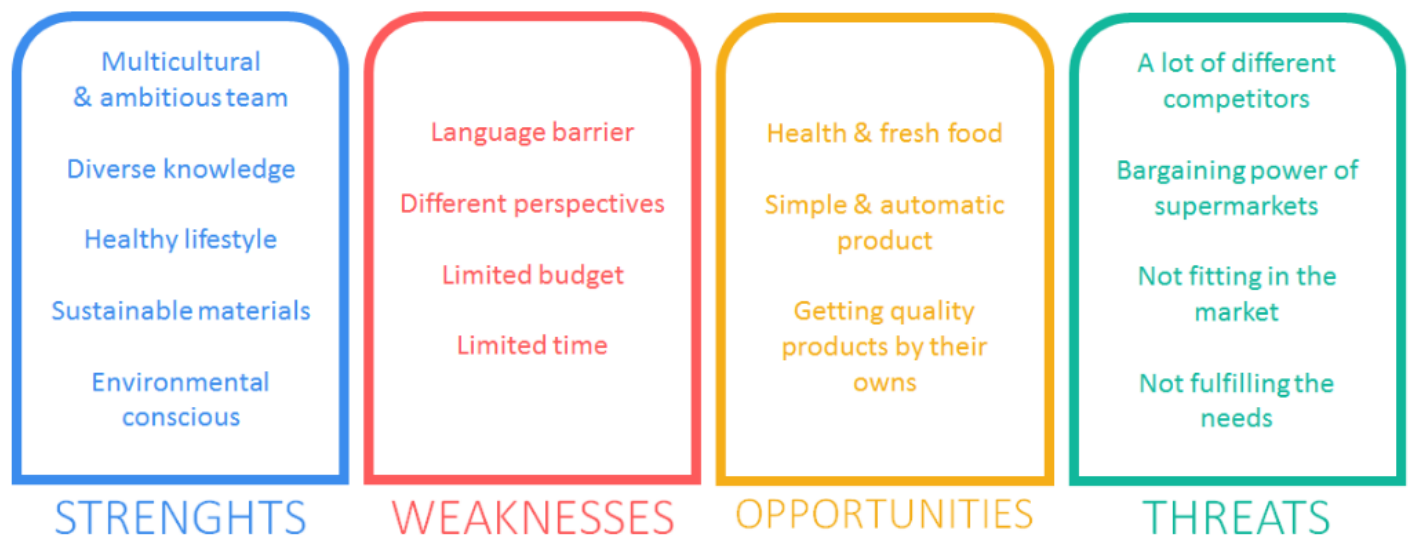 Multicultural
& ambitious team
Diverse knowledge
Healthy lifestyle
Sustainable materials
Environmental
conscious
STRENGHTS
Language barrier
Different perspectives
Limited budget
Limited time
WEAKNESSES
Health & fresh food
Simple & automatic
product
Getting quality
products by their
owns
OPPORTUNITIES
A lot of different
competitors
Bargaining power of
supermarkets
Not fitting in the
market
Not fulfilling the
needs
THREATS